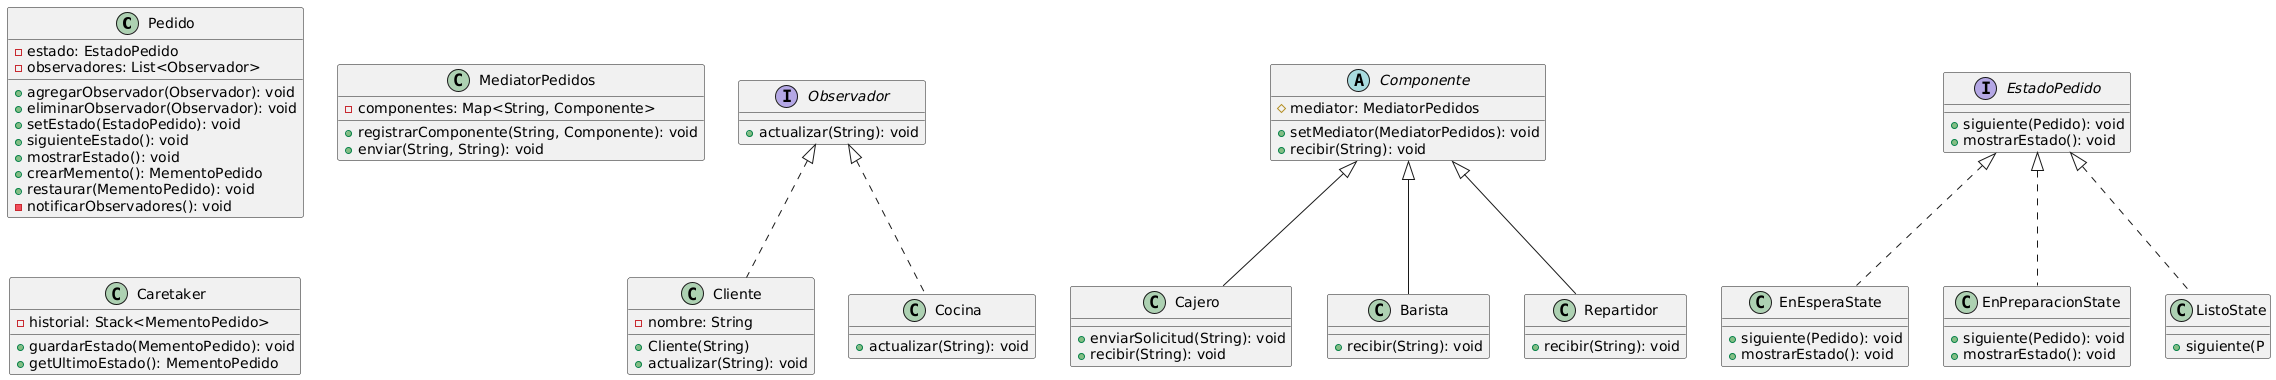 Pedido
estado: EstadoPedido
observadores: List<Observador>
agregarObservador(Observador): void
eliminarObservador(Observador): void
setEstado(EstadoPedido): void
siguienteEstado(): void
mostrarEstado(): void
crearMemento(): MementoPedido
restaurar(MementoPedido): void
notificarObservadores(): void
MediatorPedidos
componentes: Map<String, Componente>
registrarComponente(String, Componente): void
enviar(String, String): void
Observador
actualizar(String): void
Componente
mediator: MediatorPedidos
setMediator(MediatorPedidos): void
recibir(String): void
EstadoPedido
siguiente(Pedido): void
mostrarEstado(): void
Caretaker
historial: Stack<MementoPedido>
guardarEstado(MementoPedido): void
getUltimoEstado(): MementoPedido
Cliente
nombre: String
Cliente(String)
actualizar(String): void
Cocina
actualizar(String): void
Cajero
enviarSolicitud(String): void
recibir(String): void
Barista
recibir(String): void
Repartidor
recibir(String): void
EnEsperaState
siguiente(Pedido): void
mostrarEstado(): void
EnPreparacionState
siguiente(Pedido): void
mostrarEstado(): void
ListoState
siguiente(P